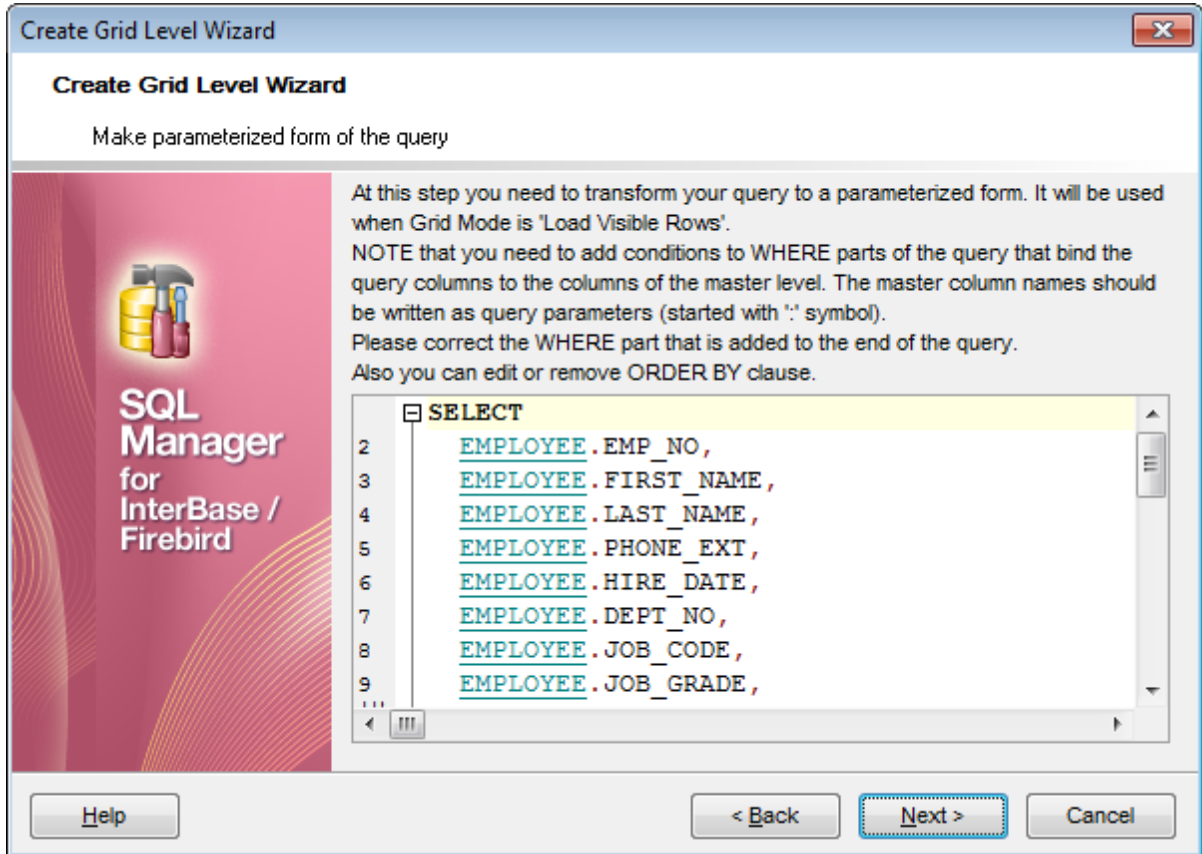 Create Grid Level Wizard
Create Grid Level Wizard
Make parameterized form of the query
At this step you need to transform your query to a parameterized form. It will be used
when Grid Mode is 'Load Visible Rows'.
NOTE that you need to add conditions to WHERE parts of the query that bind the
query columns to the columns of the master level. The master column names should
be written as query parameters (started with ':' symbol).
Please correct the WHERE part that is added to the end of the query.
Also you can edit or remove ORDER BY clause.
SQL
Manager
for
InterBase /
Firebird
SELECT
2 EMPLOYEE.EMP_NO,
3 EMPLOYEE.FIRST_NAME,
4 EMPLOYEE.LAST_NAME,
5 EMPLOYEE.PHONE_EXT,
6 EMPLOYEE.HIRE_DATE,
7 EMPLOYEE.DEPT_NO,
8 EMPLOYEE.JOB_CODE,
9 EMPLOYEE.JOB_GRADE,
Help
< Back
Next >
Cancel